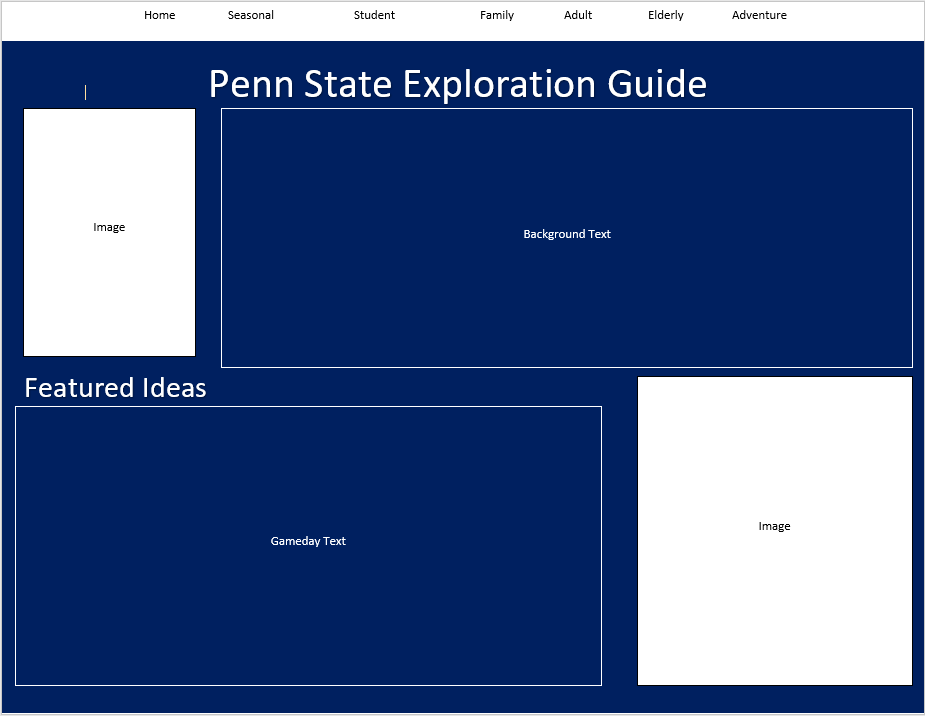 Home Seasonal Student Family Adult Elderly Adventure
Penn State Exploration Guide
Image
Background Text
Featured Ideas
Gameday Text
Image